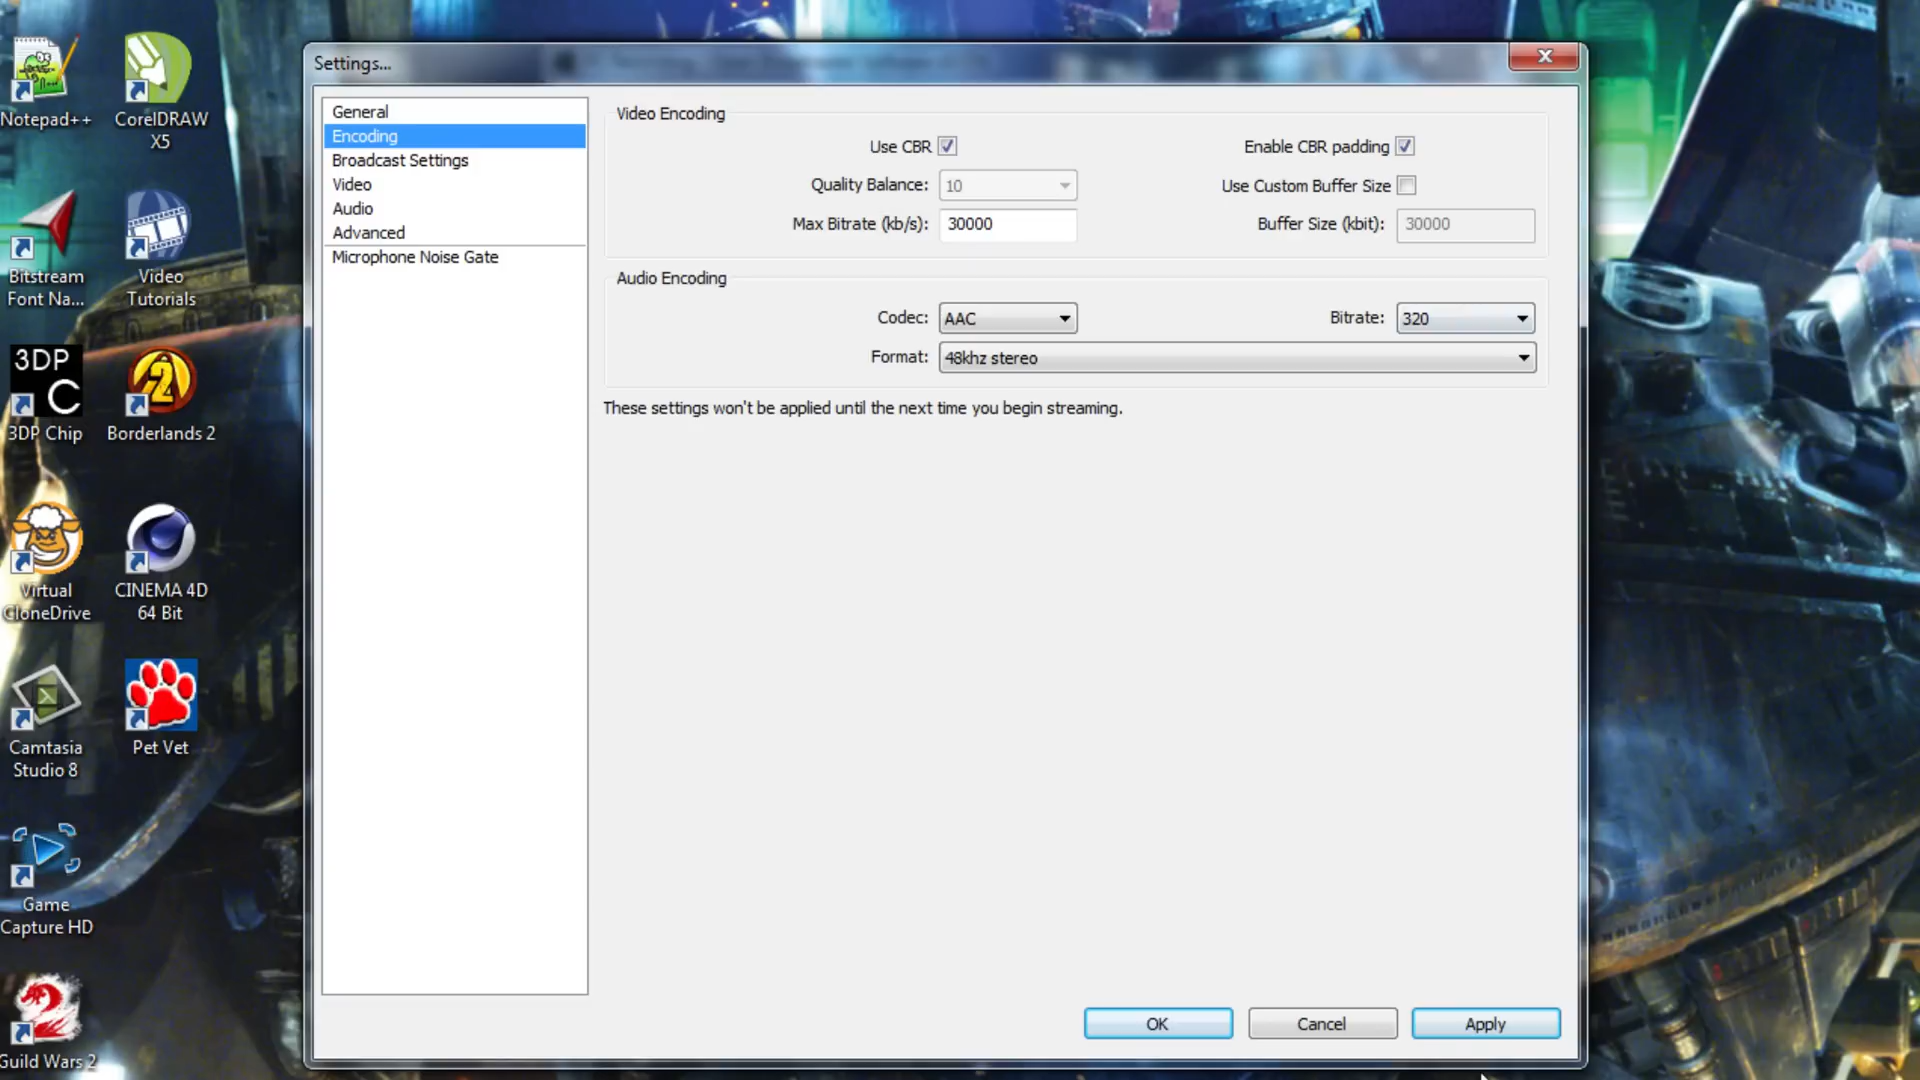 Notepad++
CorelDRAW
X5
Bitstream
Font Na...
Video
Tutorials
3DP
C
3DP Chip
2
Borderlands 2
Virtual
CloneDrive
CINEMA 4D
64 Bit
Camtasia
Studio 8
Pet Vet
Game
Capture HD
Guild Wars 2
Settings...
General
Encoding
Broadcast Settings
Video
Audio
Advanced
Microphone Noise Gate
Video Encoding
Use CBR
Enable CBR padding
Quality Balance: 10
Use Custom Buffer Size
Max Bitrate (kb/s): 30000
Buffer Size (kbit): 30000
Audio Encoding
Codec: AAC
Bitrate: 320
Format: 48khz stereo
These settings won't be applied until the next time you begin streaming.
OK
Cancel
Apply